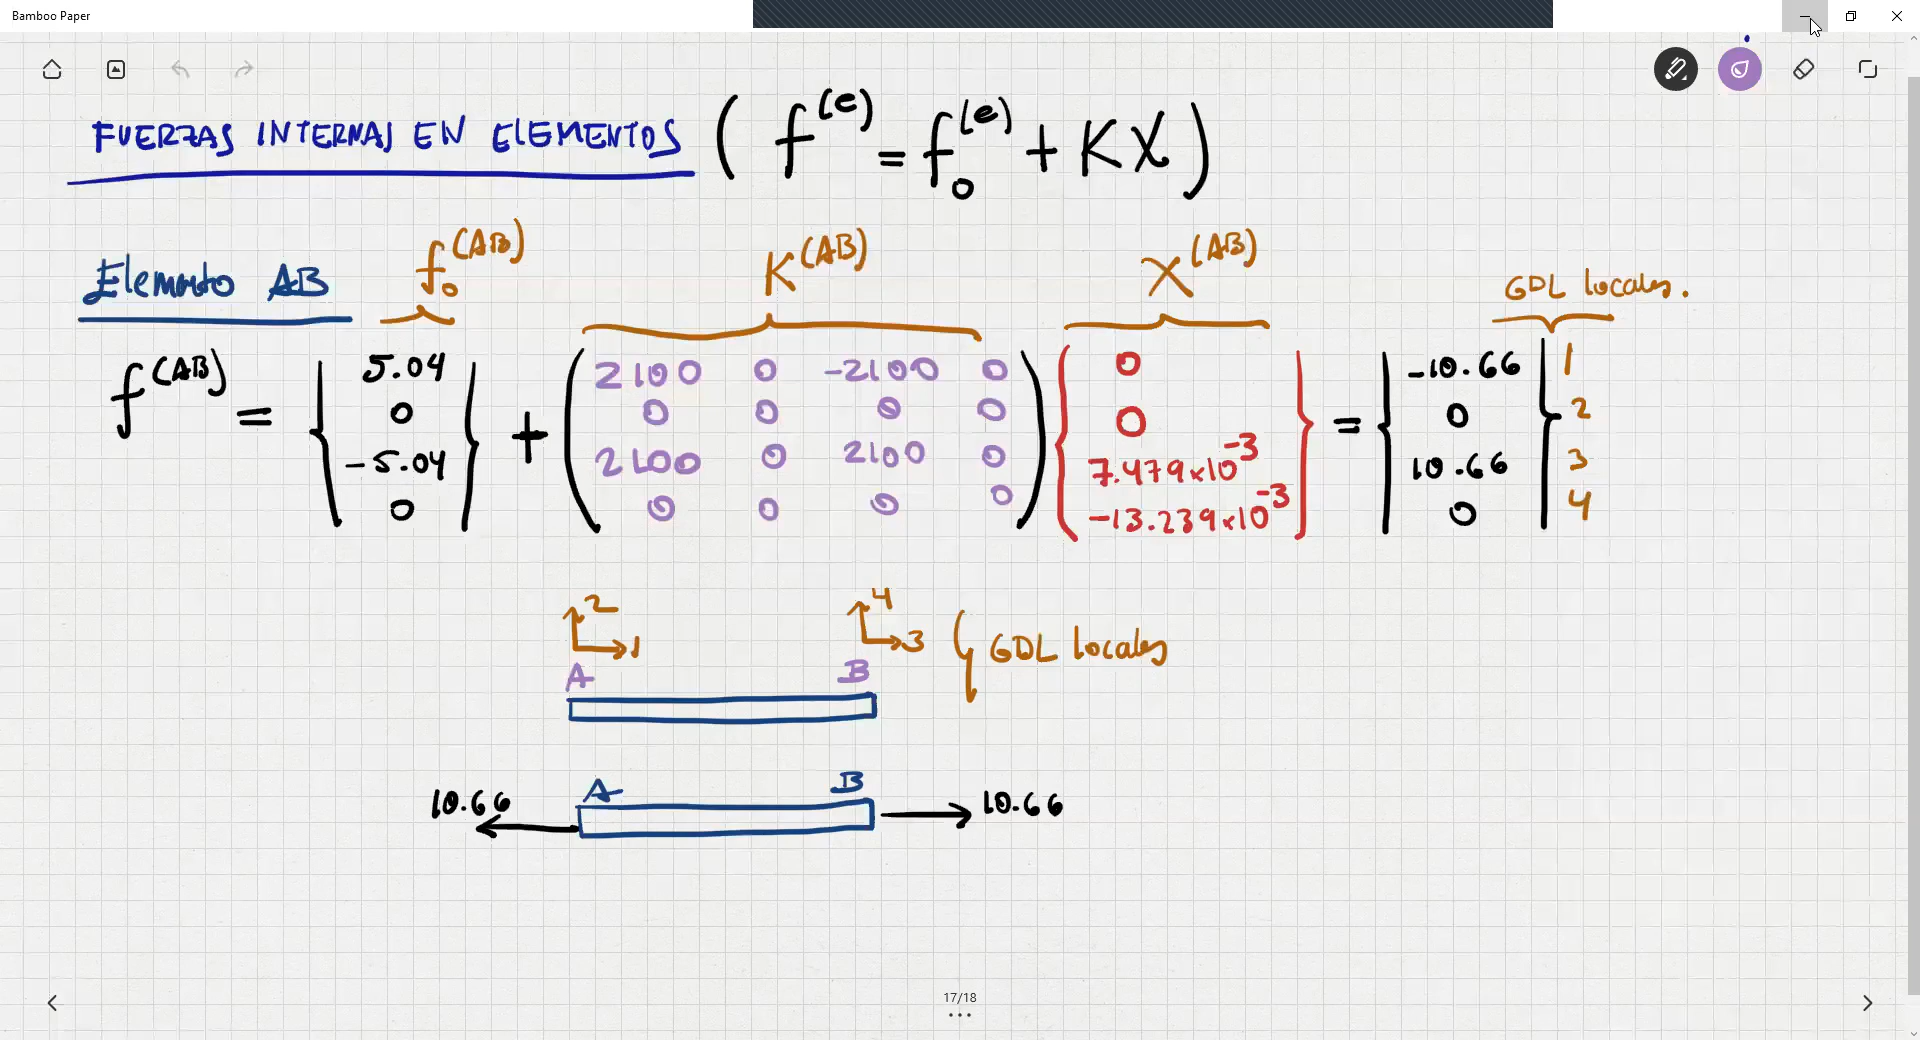 Bamboo Paper
FUERZAS INTERNAS EN ELEMENTOS ( f^(e) = f_0^(e) + KX )
Elemento AB f_0^(AB) K^(AB) X^(AB) GDL locales.
f^(AB) = { 5.04 + ( 2100 0 -2100 0 ) { 0 } = { -10.66 } 1
0 0 0 0 0 0 0 2
-5.04 2100 0 2100 0 7.479x10^-3 10.66 3
0 0 0 0 0 -13.239x10^-3 0 4
2 4
1 3 GDL locales
A B
A B
10.66 10.66
17/18